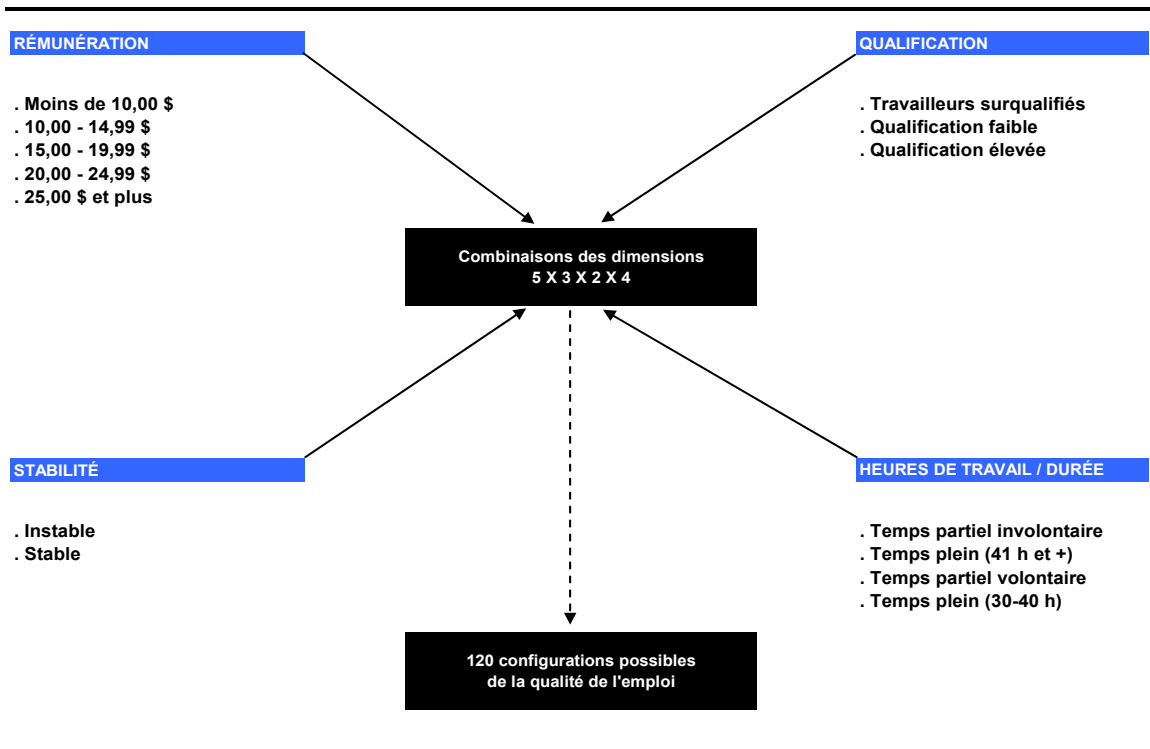 RÉMUNÉRATION
. Moins de 10,00 $
. 10,00 - 14,99 $
. 15,00 - 19,99 $
. 20,00 - 24,99 $
. 25,00 $ et plus
QUALIFICATION
. Travailleurs surqualifiés
. Qualification faible
. Qualification élevée
Combinaisons des dimensions
5 X 3 X 2 X 4
STABILITÉ
. Instable
. Stable
HEURES DE TRAVAIL / DURÉE
. Temps partiel involontaire
. Temps plein (41 h et +)
. Temps partiel volontaire
. Temps plein (30-40 h)
120 configurations possibles
de la qualité de l'emploi